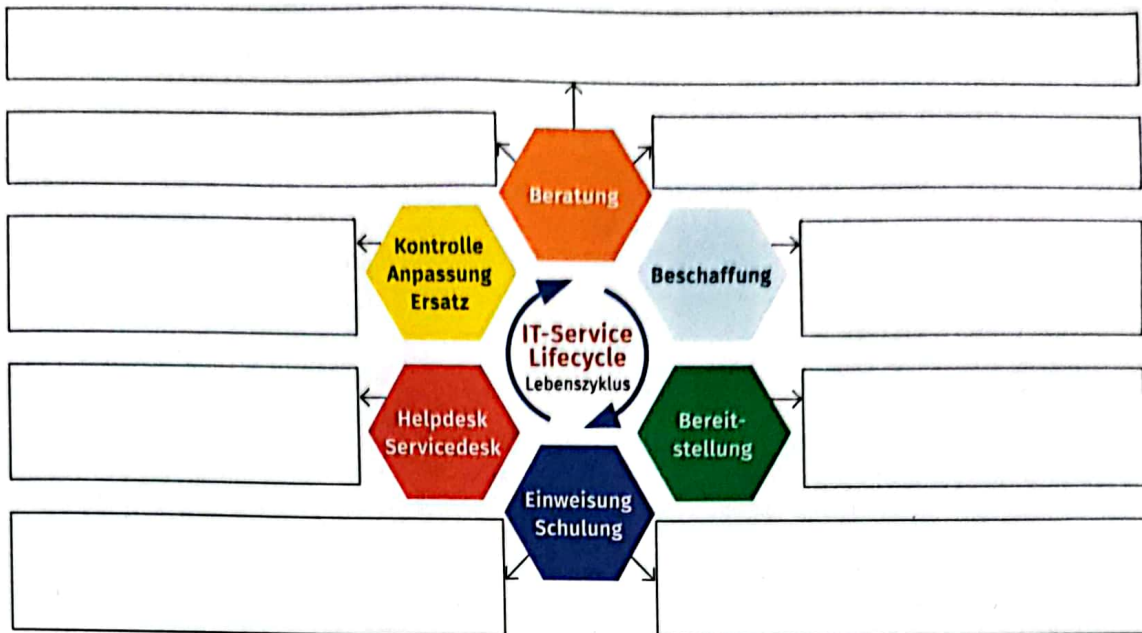 Beratung
Kontrolle
Anpassung
Ersatz
Beschaffung
IT-Service
Lifecycle
Lebenszyklus
Helpdesk
Servicedesk
Bereit-
stellung
Einweisung
Schulung